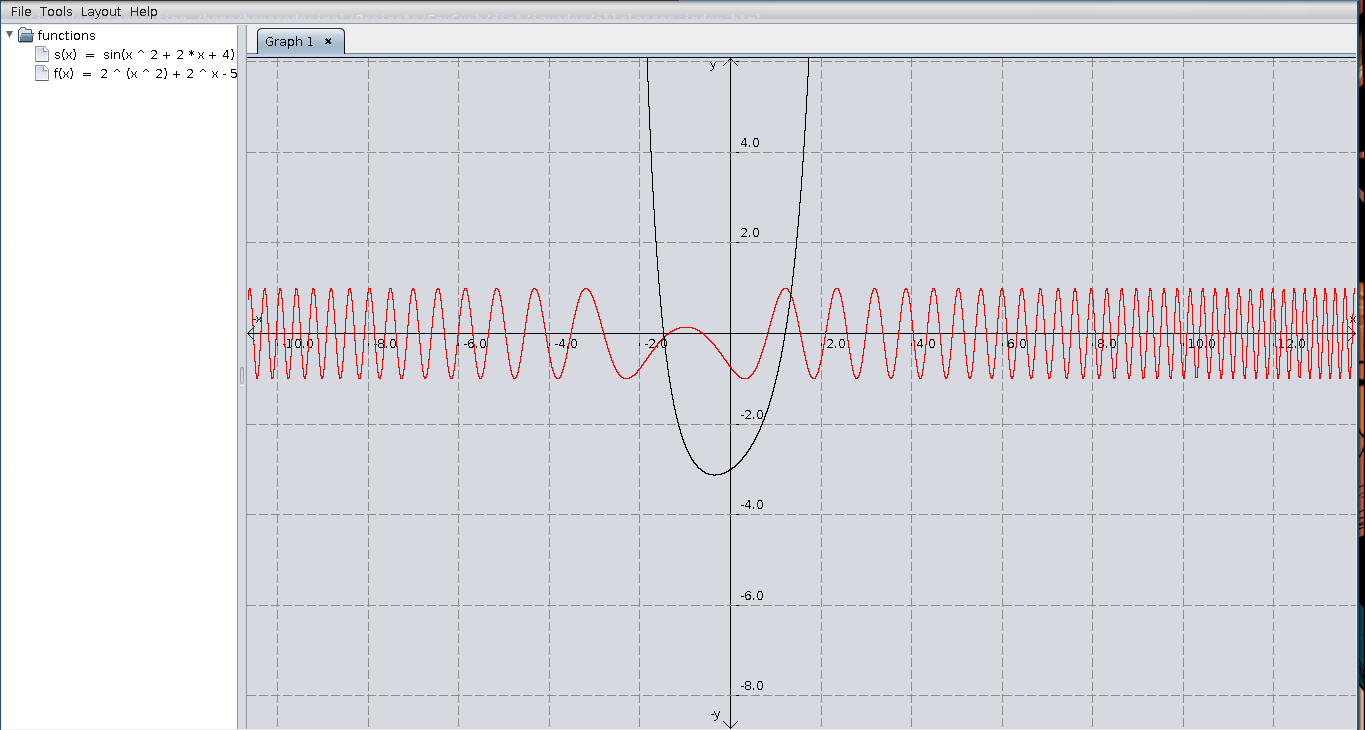 File Tools Layout Help
functions
s(x) = sin(x ^ 2 + 2 * x + 4)
f(x) = 2 ^ (x ^ 2) + 2 ^ x - 5
Graph 1 ×
y
4.0
2.0
-x
x
-10.0 -8.0 -6.0 -4.0 -2.0 2.0 4.0 6.0 8.0 10.0 12.0
-2.0
-4.0
-6.0
-8.0
-y